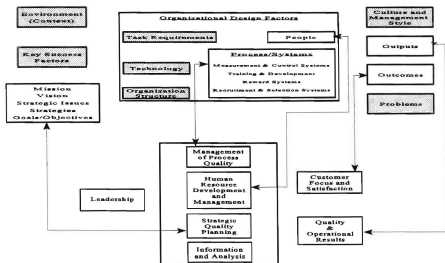 Environment
(Context)
Key Success
Factors
Mission
Vision
Strategic Issues
Strategies
Goals/Objectives
Organizational Design Factors
Task Requirements
People
Technology
Process/Systems
Measurement & Control Systems
Training & Development
Reward Systems
Recruitment & Selection Systems
Organization
Structure
Culture and
Management
Style
Outputs
Outcomes
Problems
Management
of Process
Quality
Human
Resource
Development
and
Management
Strategic
Quality
Planning
Information
and Analysis
Leadership
Customer
Focus and
Satisfaction
Quality
&
Operational
Results